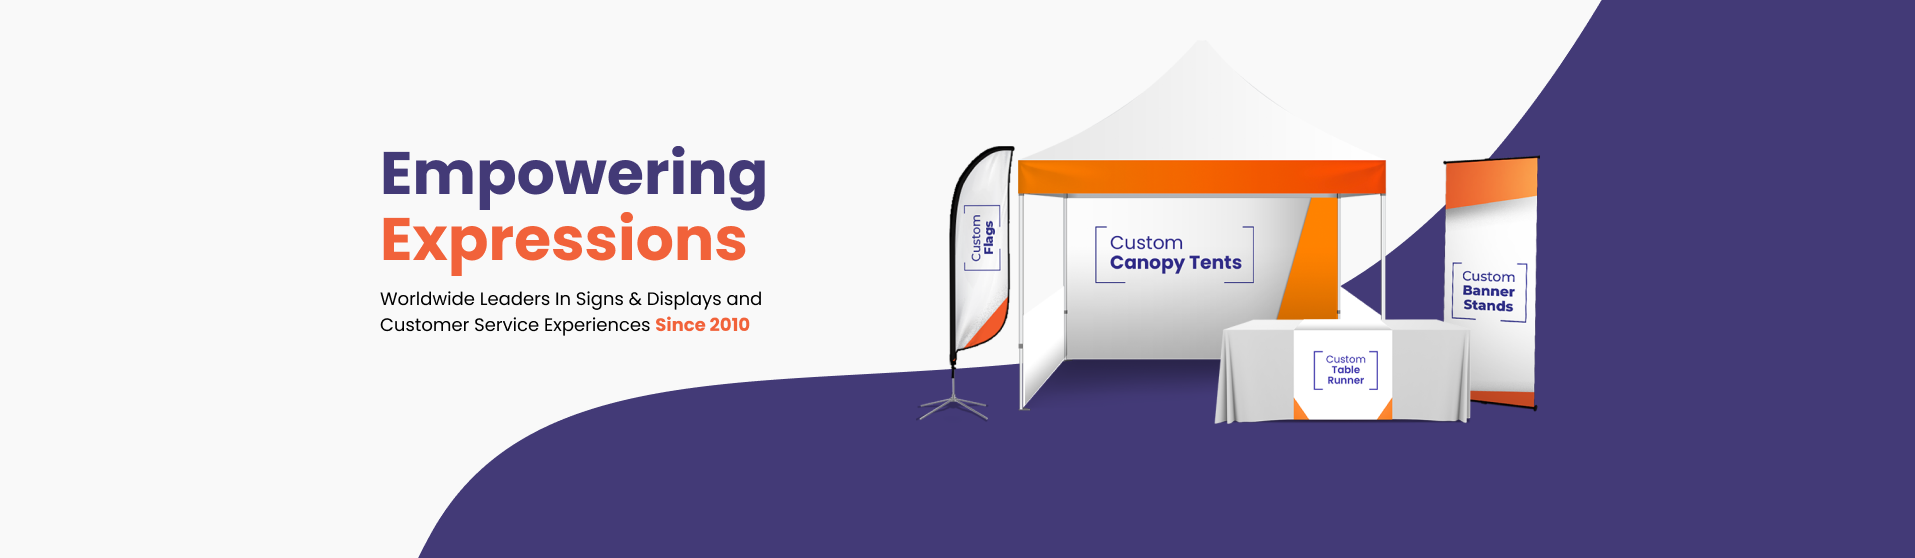 Empowering
Expressions
Worldwide Leaders In Signs & Displays and
Customer Service Experiences Since 2010
Custom
Flags
Custom
Canopy Tents
Custom
Banner
Stands
Custom
Table
Runner